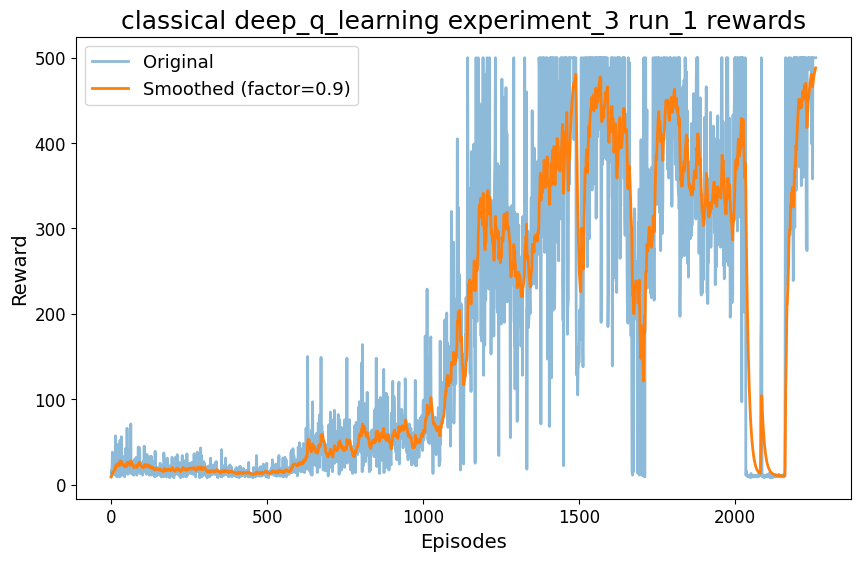 classical deep_q_learning experiment_3 run_1 rewards
Original
Smoothed (factor=0.9)
Reward
500
400
300
200
100
0
0 500 1000 1500 2000
Episodes